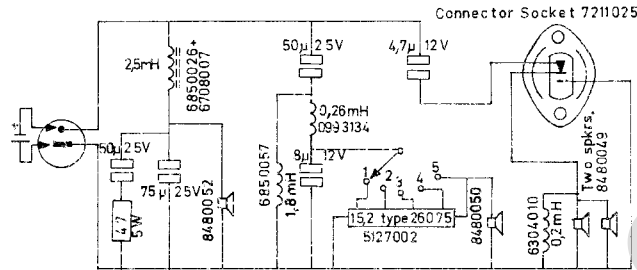 Connector Socket 7211025
50µ 25V
4,7µ 12V
2,5mH
6850026+
6708007
0,26mH
0993134
+
50µ 25V
75µ 25V
8µ 12V
6850057
1,8mH
8480052
4,7
5W
1
2
3
4
5
15,2 type 26075
5127002
8480050
6304010
0,2mH
Two spkrs.
8480049